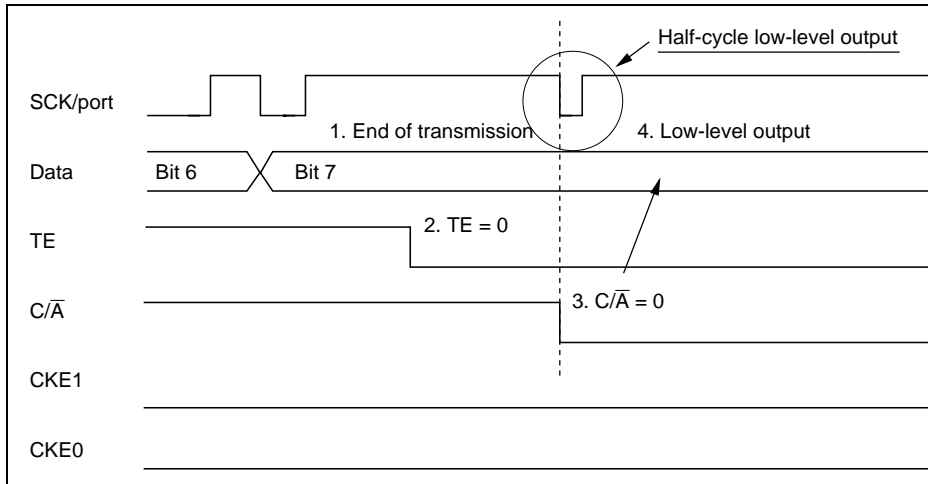 Half-cycle low-level output
SCK/port
1. End of transmission
4. Low-level output
Data
Bit 6
Bit 7
TE
2. TE = 0
C/A̅
3. C/A̅ = 0
CKE1
CKE0